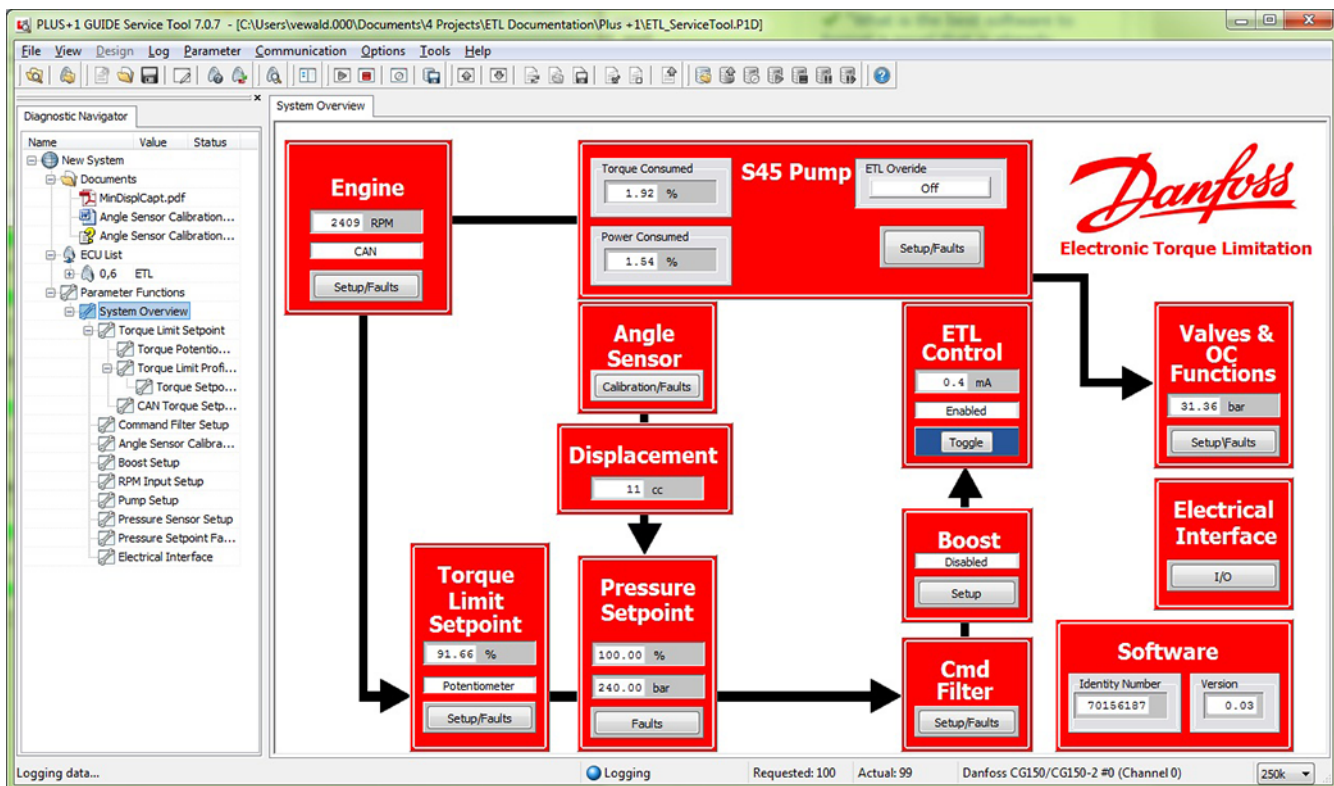 PLUS+1 GUIDE Service Tool 7.0.7 - [C:\Users\vewald.000\Documents\4 Projects\ETL Documentation\Plus +1\ETL_ServiceTool.P1D]
File View Design Log Parameter Communication Options Tools Help
Diagnostic Navigator
Name Value Status
New System
Documents
MinDisplCapt.pdf
Angle Sensor Calibration...
Angle Sensor Calibration...
ECU List
0,6 ETL
Parameter Functions
System Overview
Torque Limit Setpoint
Torque Potentio...
Torque Limit Profi...
Torque Setpo...
CAN Torque Setp...
Command Filter Setup
Angle Sensor Calibra...
Boost Setup
RPM Input Setup
Pump Setup
Pressure Sensor Setup
Pressure Setpoint Fa...
Electrical Interface
System Overview
Engine
2409 RPM
CAN
Setup/Faults
S45 Pump
Torque Consumed
1.92 %
Power Consumed
1.54 %
ETL Overide
Off
Setup/Faults
Danfoss
Electronic Torque Limitation
Angle
Sensor
Calibration/Faults
Displacement
11 cc
ETL
Control
0.4 mA
Enabled
Toggle
Valves &
OC
Functions
31.36 bar
Setup\Faults
Torque
Limit
Setpoint
91.66 %
Potentiometer
Setup/Faults
Pressure
Setpoint
100.00 %
240.00 bar
Faults
Boost
Disabled
Setup
Cmd
Filter
Setup/Faults
Electrical
Interface
I/O
Software
Identity Number
70156187
Version
0.03
Logging data...
Logging
Requested: 100
Actual: 99
Danfoss CG150/CG150-2 #0 (Channel 0)
250k